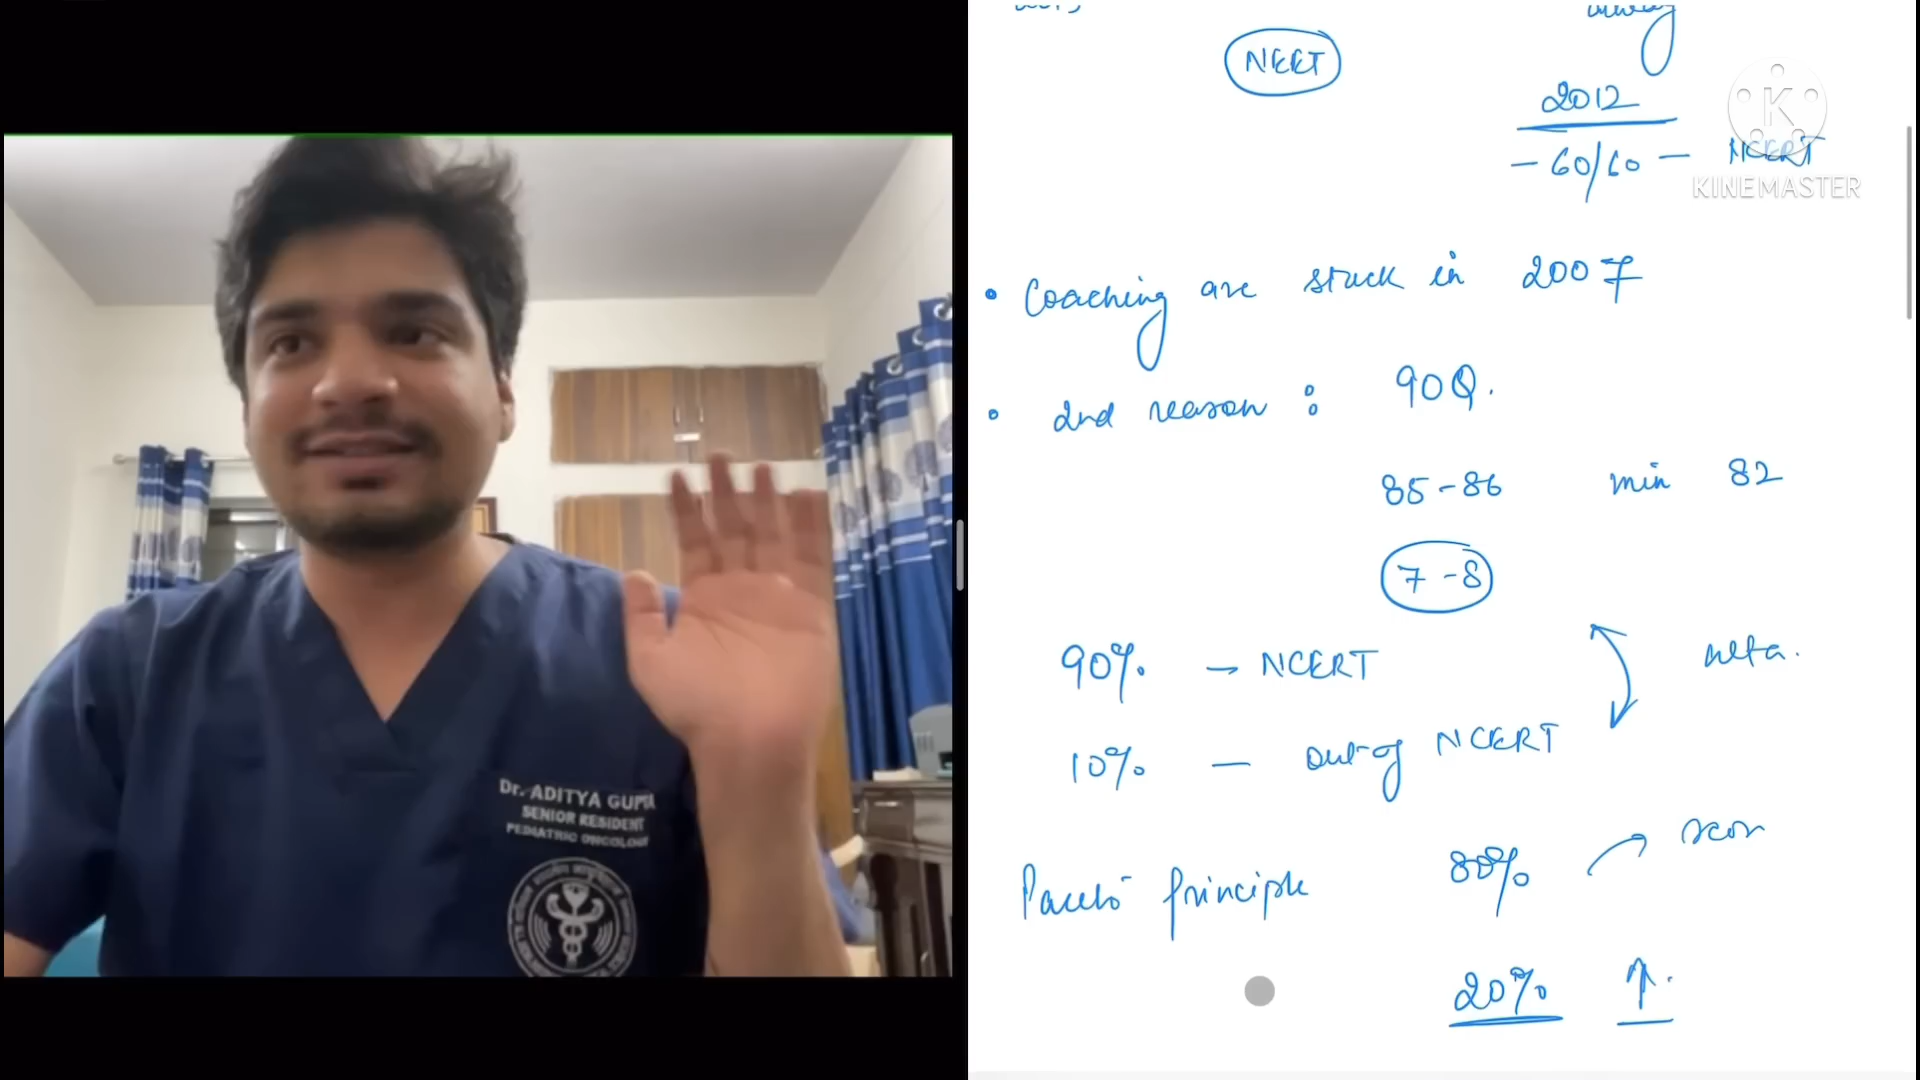 Dr. ADITYA GUPTA
SENIOR RESIDENT
PEDIATRIC ONCOLOGY
NEET
2012
- 60/60 - NCERT
KINEMASTER
• Coaching are stuck in 2007
• 2nd reason : 90Q.
85-86 min 82
7-8
90% - NCERT
10% - out of NCERT
Pareto principle 80%
20% ↑.